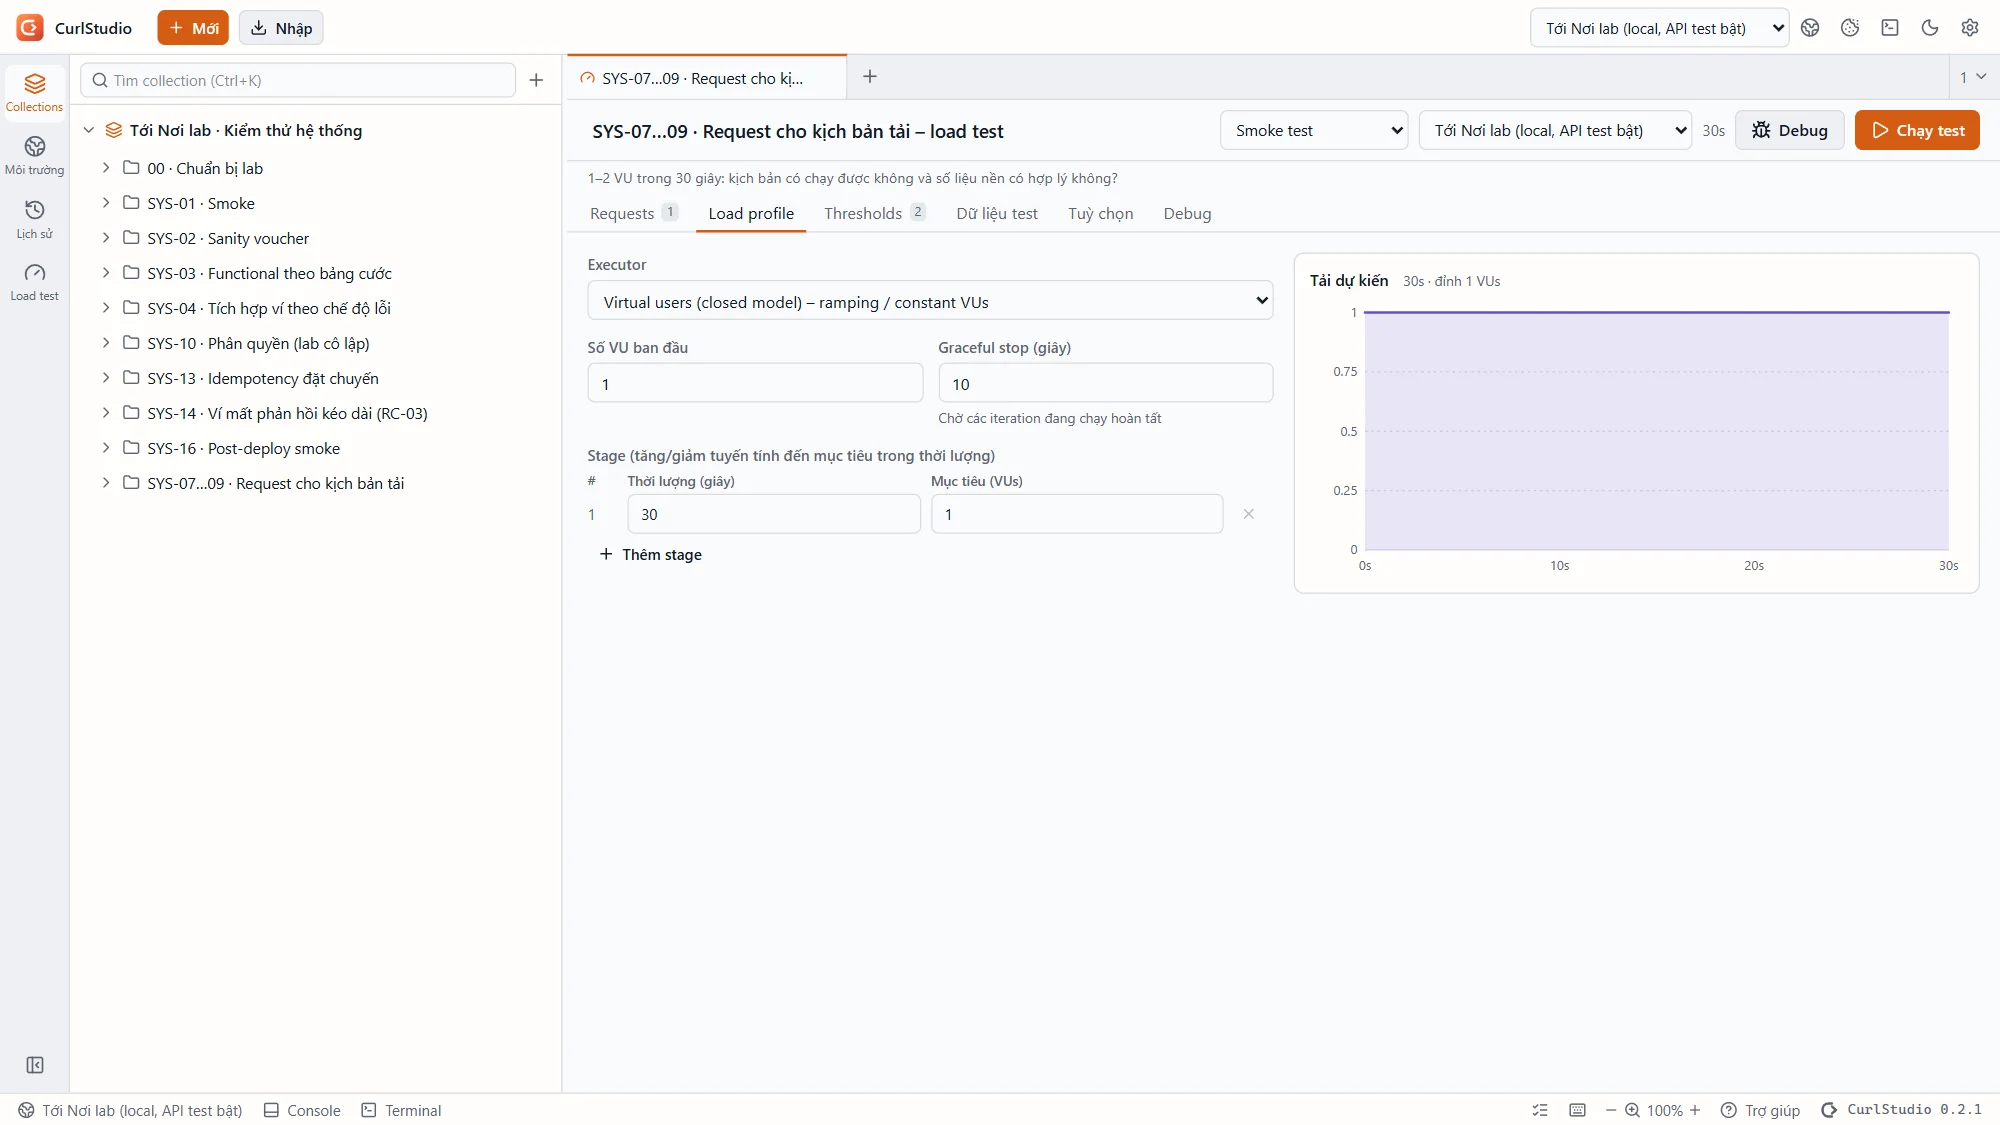 CurlStudio
Mới
Nhập
Tới Nơi lab (local, API test bật)
Collections
Môi trường
Lịch sử
Load test
Tìm collection (Ctrl+K)
Tới Nơi lab · Kiểm thử hệ thống
00 · Chuẩn bị lab
SYS-01 · Smoke
SYS-02 · Sanity voucher
SYS-03 · Functional theo bảng cước
SYS-04 · Tích hợp ví theo chế độ lỗi
SYS-10 · Phân quyền (lab cô lập)
SYS-13 · Idempotency đặt chuyến
SYS-14 · Ví mất phản hồi kéo dài (RC-03)
SYS-16 · Post-deploy smoke
SYS-07...09 · Request cho kịch bản tải
SYS-07...09 · Request cho kị...
1
SYS-07...09 · Request cho kịch bản tải – load test
Smoke test
Tới Nơi lab (local, API test bật)
30s
Debug
Chạy test
1–2 VU trong 30 giây: kịch bản có chạy được không và số liệu nền có hợp lý không?
Requests 1
Load profile
Thresholds 2
Dữ liệu test
Tuỳ chọn
Debug
Executor
Virtual users (closed model) – ramping / constant VUs
Số VU ban đầu
Graceful stop (giây)
1
10
Chờ các iteration đang chạy hoàn tất
Stage (tăng/giảm tuyến tính đến mục tiêu trong thời lượng)
# Thời lượng (giây) Mục tiêu (VUs)
1 30 1
Thêm stage
Tải dự kiến 30s · đỉnh 1 VUs
1
0.75
0.5
0.25
0
0s 10s 20s 30s
Tới Nơi lab (local, API test bật)
Console
Terminal
100%
Trợ giúp
CurlStudio 0.2.1